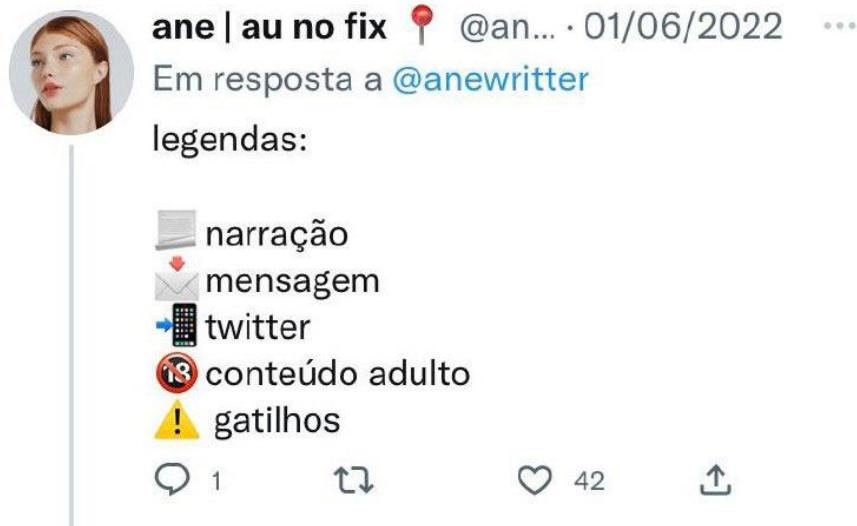 ane | au no fix 📍 @an... · 01/06/2022
Em resposta a @anewritter
legendas:
📃 narração
📩 mensagem
📲 twitter
🔞 conteúdo adulto
⚠️ gatilhos
1 42